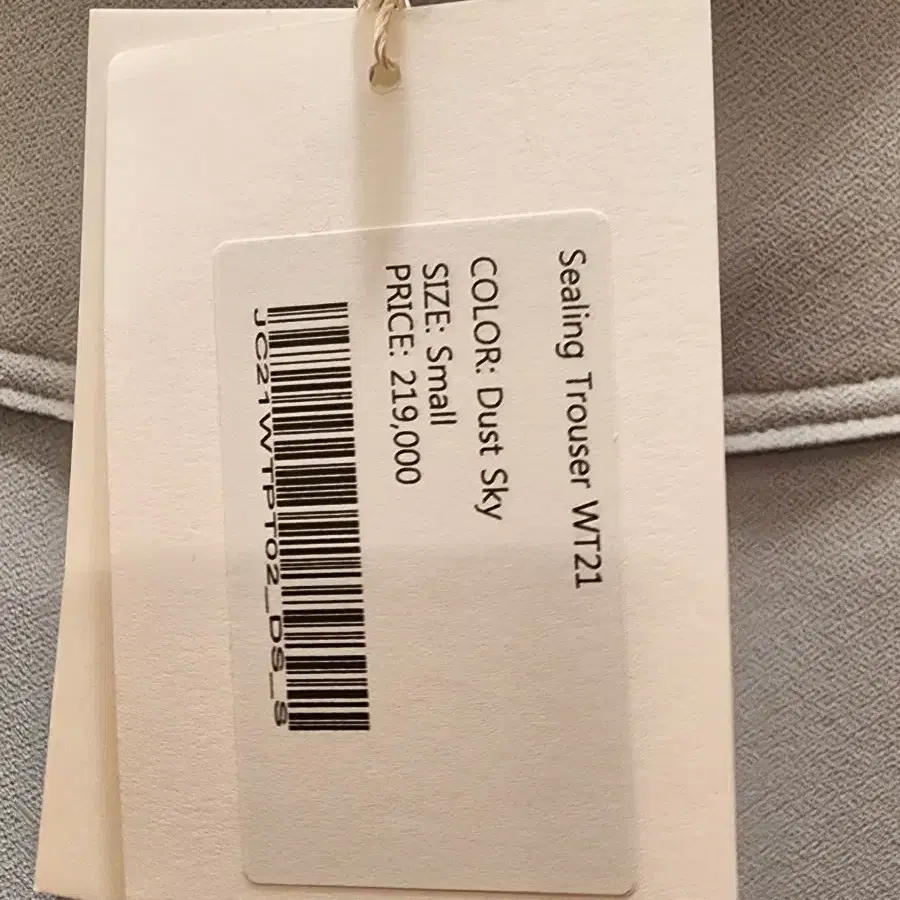 Sealing Trouser WT21
COLOR: Dust Sky
SIZE: Small
PRICE: 219,000
JC21WTPT02_DS_S